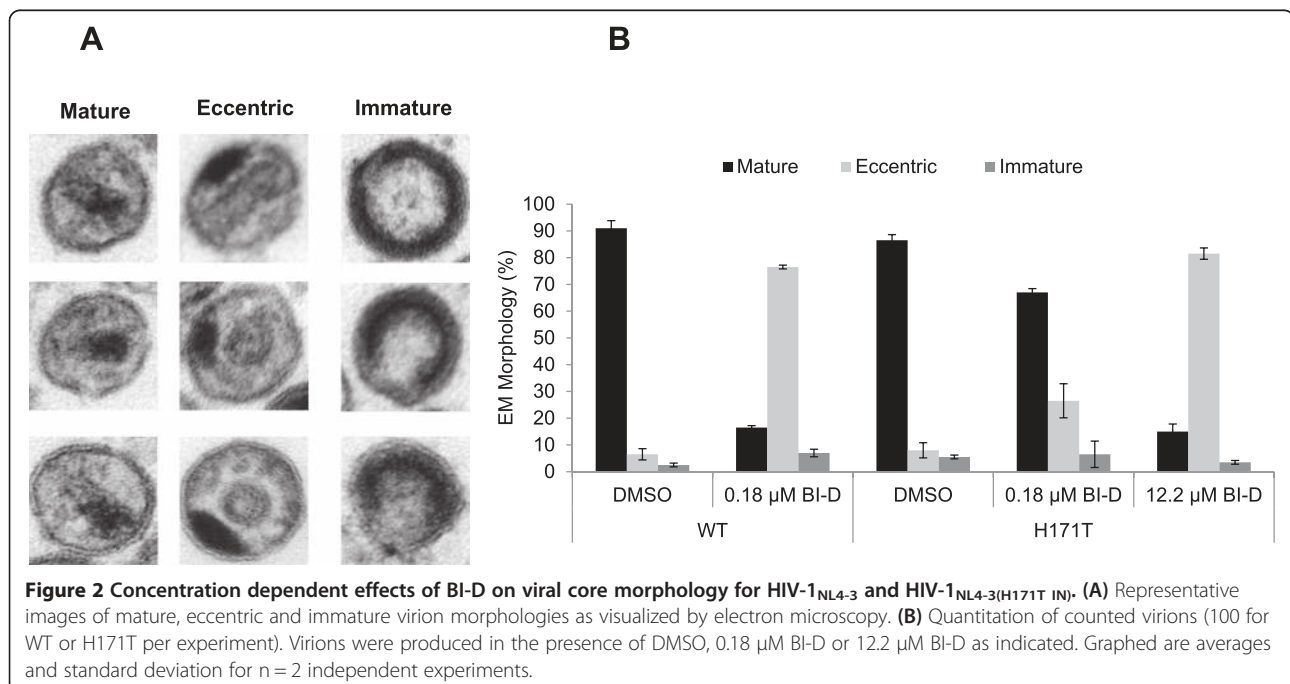 A
B
Mature Eccentric Immature
Mature Eccentric Immature
EM Morphology (%)
100
90
80
70
60
50
40
30
20
10
0
DMSO 0.18 µM BI-D DMSO 0.18 µM BI-D 12.2 µM BI-D
WT H171T
Figure 2 Concentration dependent effects of BI-D on viral core morphology for HIV-1NL4-3 and HIV-1NL4-3(H171T IN). (A) Representative
images of mature, eccentric and immature virion morphologies as visualized by electron microscopy. (B) Quantitation of counted virions (100 for
WT or H171T per experiment). Virions were produced in the presence of DMSO, 0.18 µM BI-D or 12.2 µM BI-D as indicated. Graphed are averages
and standard deviation for n = 2 independent experiments.